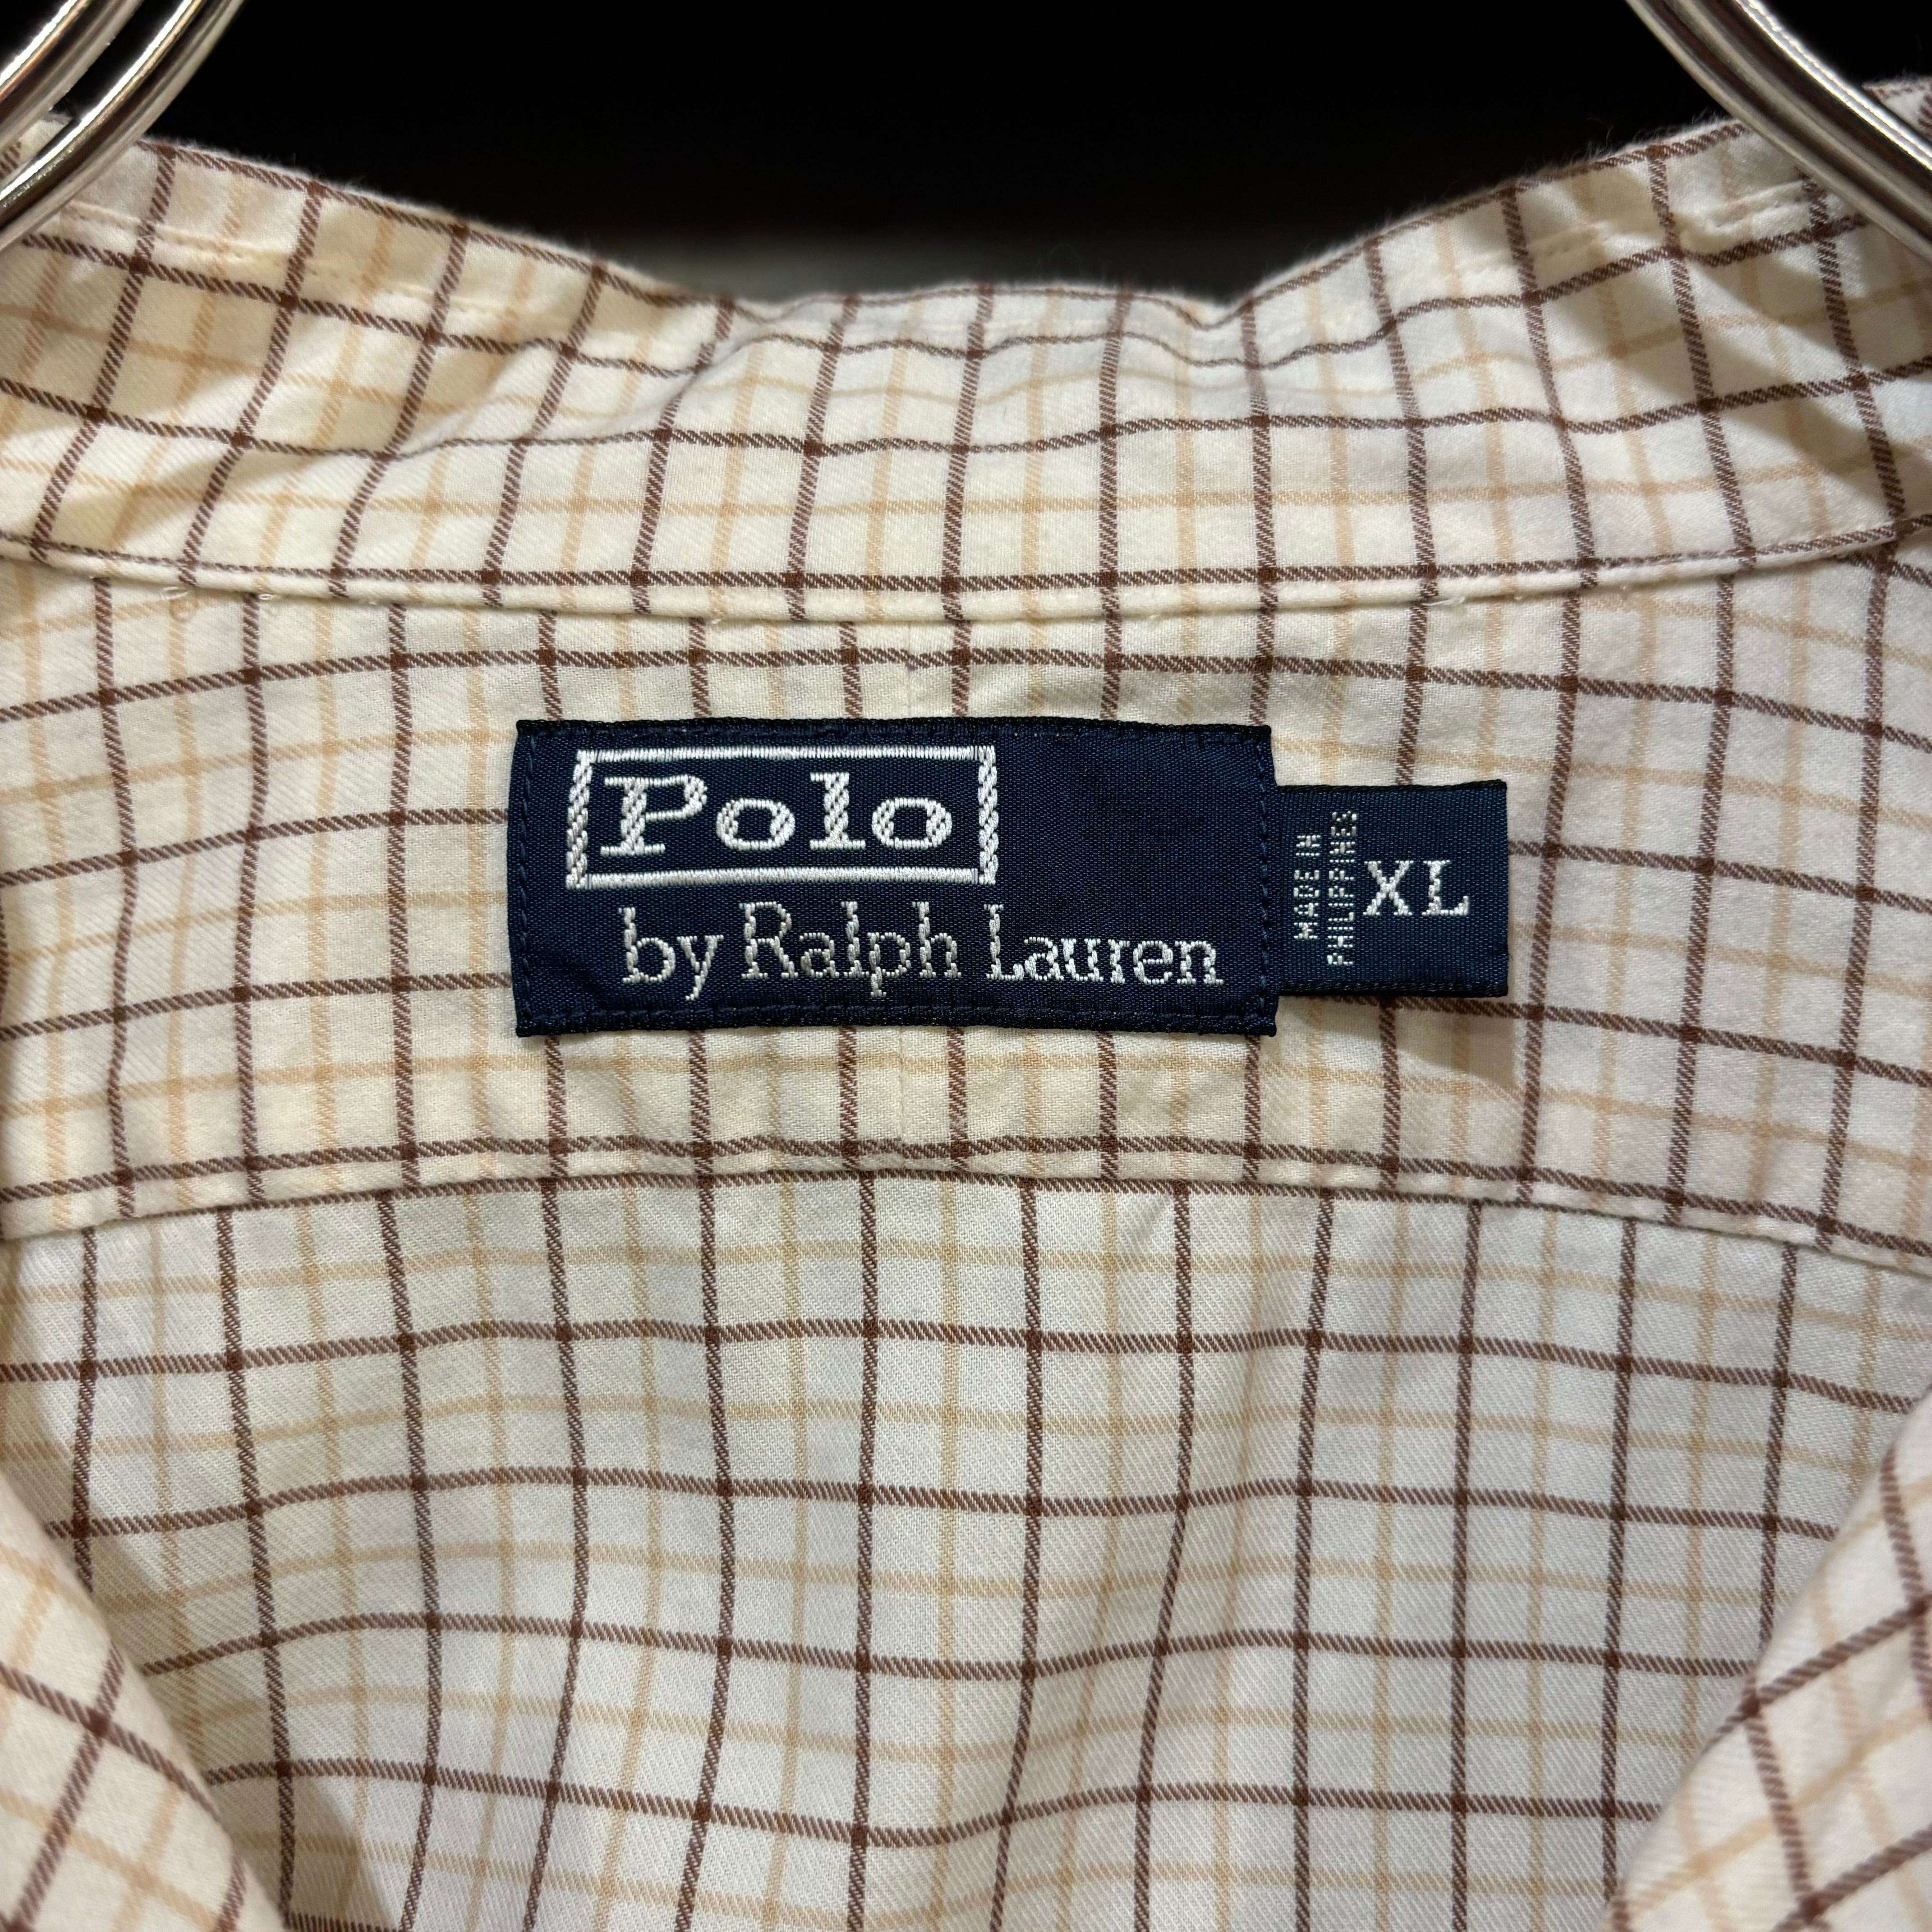 Polo
by Ralph Lauren
MADE IN
PHILIPPINES
XL